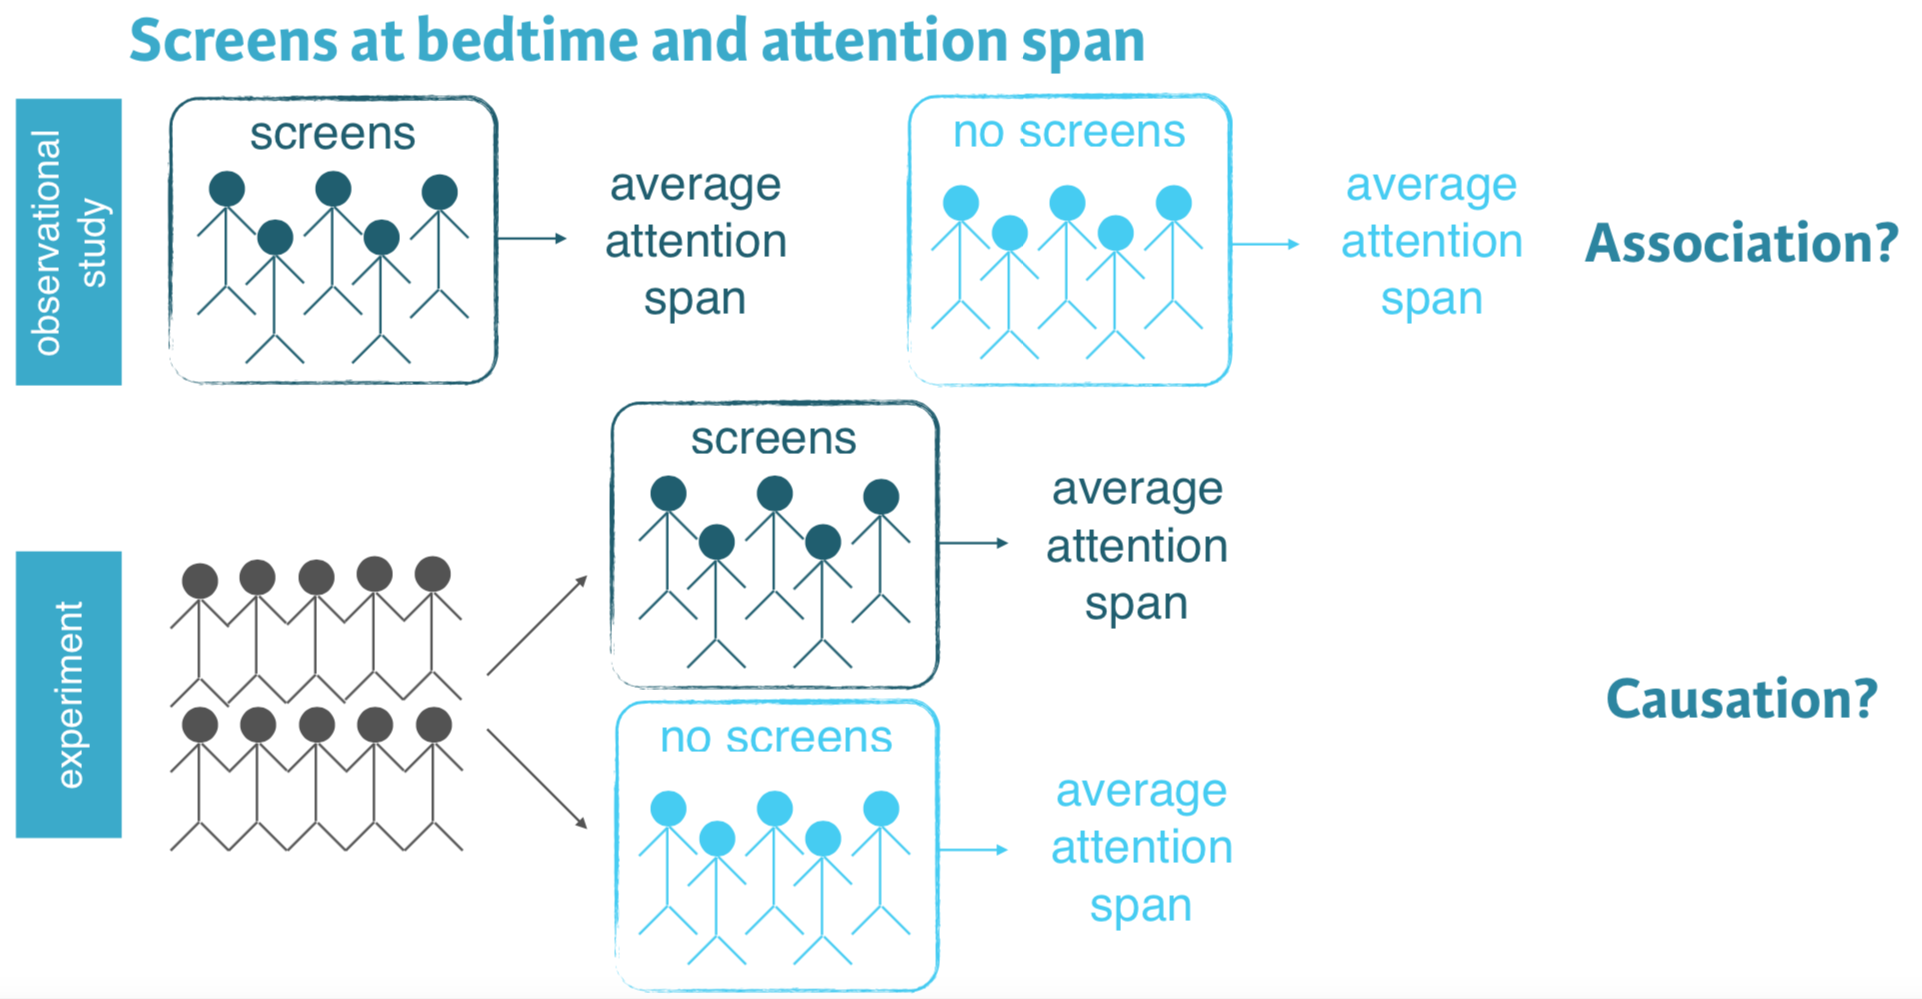 Screens at bedtime and attention span
observational
study
screens
average
attention
span
no screens
average
attention
span
Association?
experiment
screens
average
attention
span
no screens
average
attention
span
Causation?